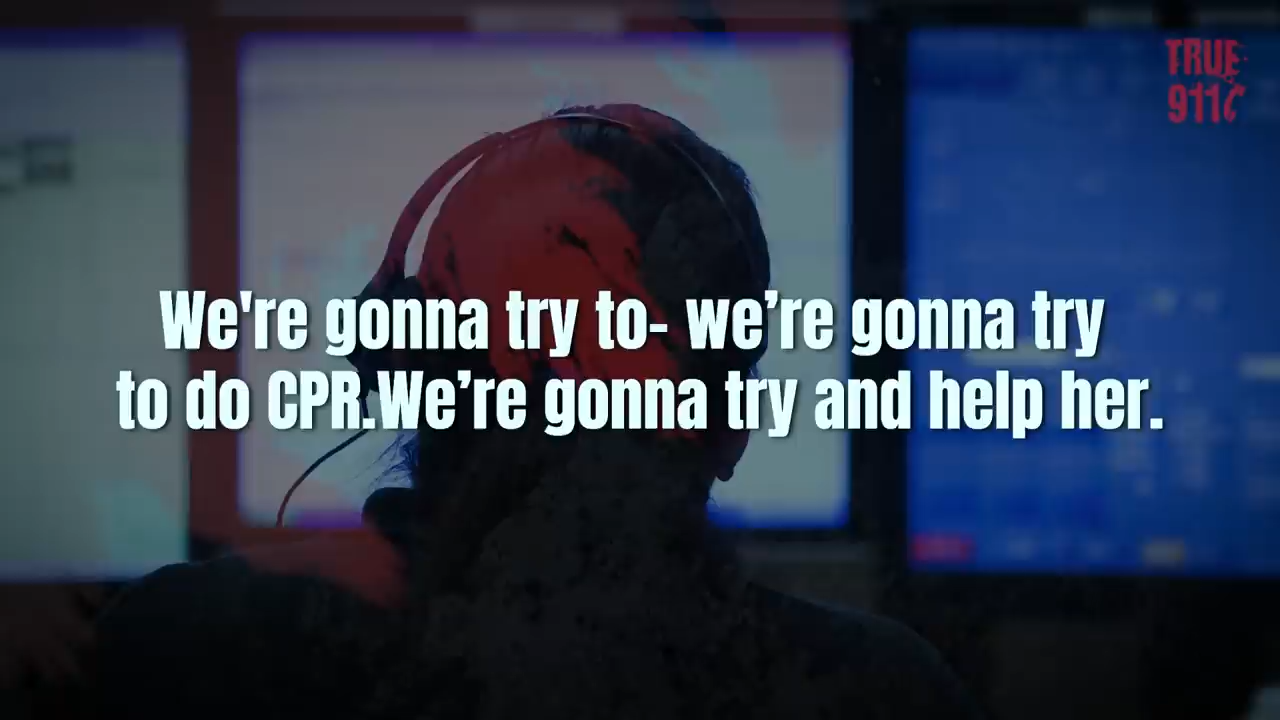 TRUE
911
We're gonna try to- we’re gonna try
to do CPR.We’re gonna try and help her.